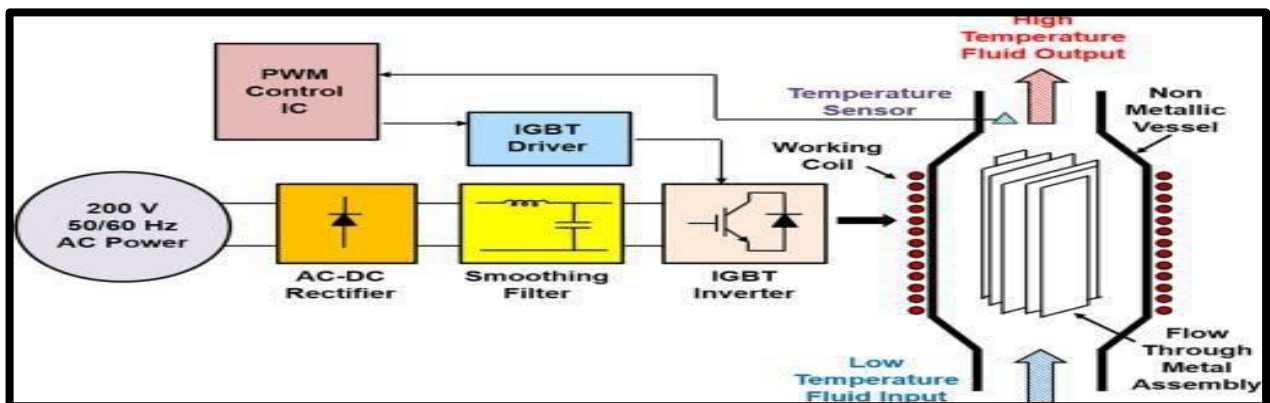 High
Temperature
Fluid Output
PWM
Control
IC
Temperature
Sensor
Non
Metallic
Vessel
IGBT
Driver
Working
Coil
200 V
50/60 Hz
AC Power
AC-DC
Rectifier
Smoothing
Filter
IGBT
Inverter
Low
Temperature
Fluid Input
Flow
Through
Metal
Assembly